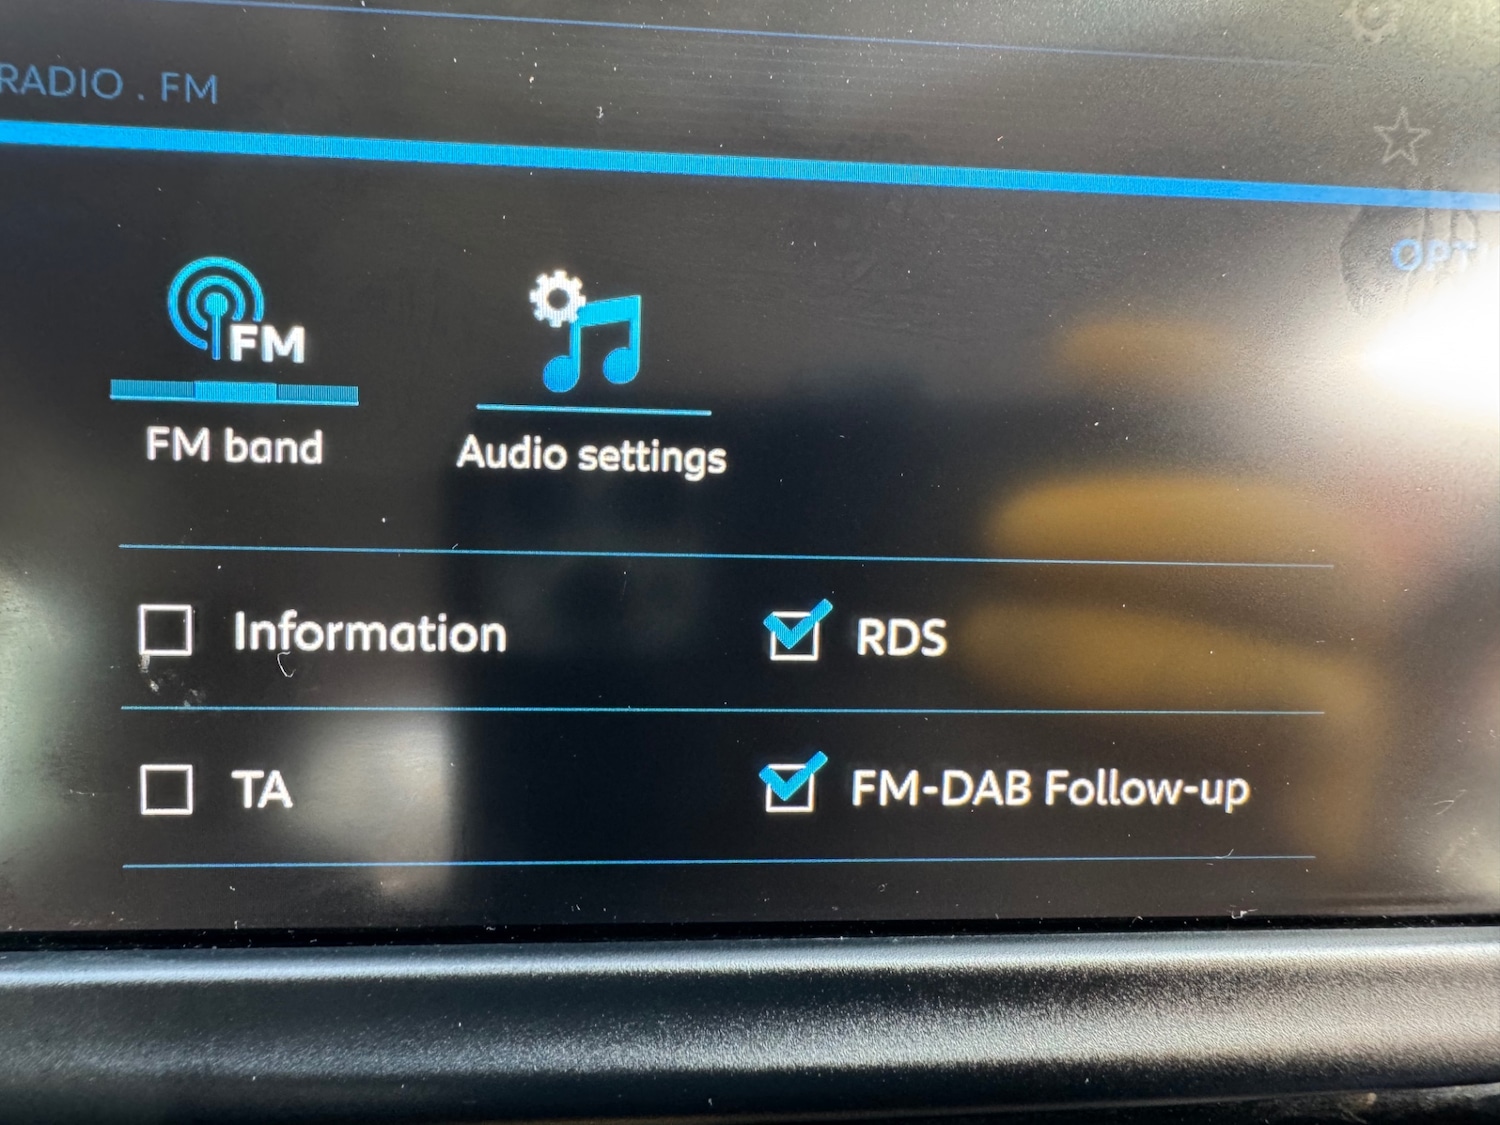 RADIO . FM
FM
FM band
Audio settings
Information
RDS
TA
FM-DAB Follow-up